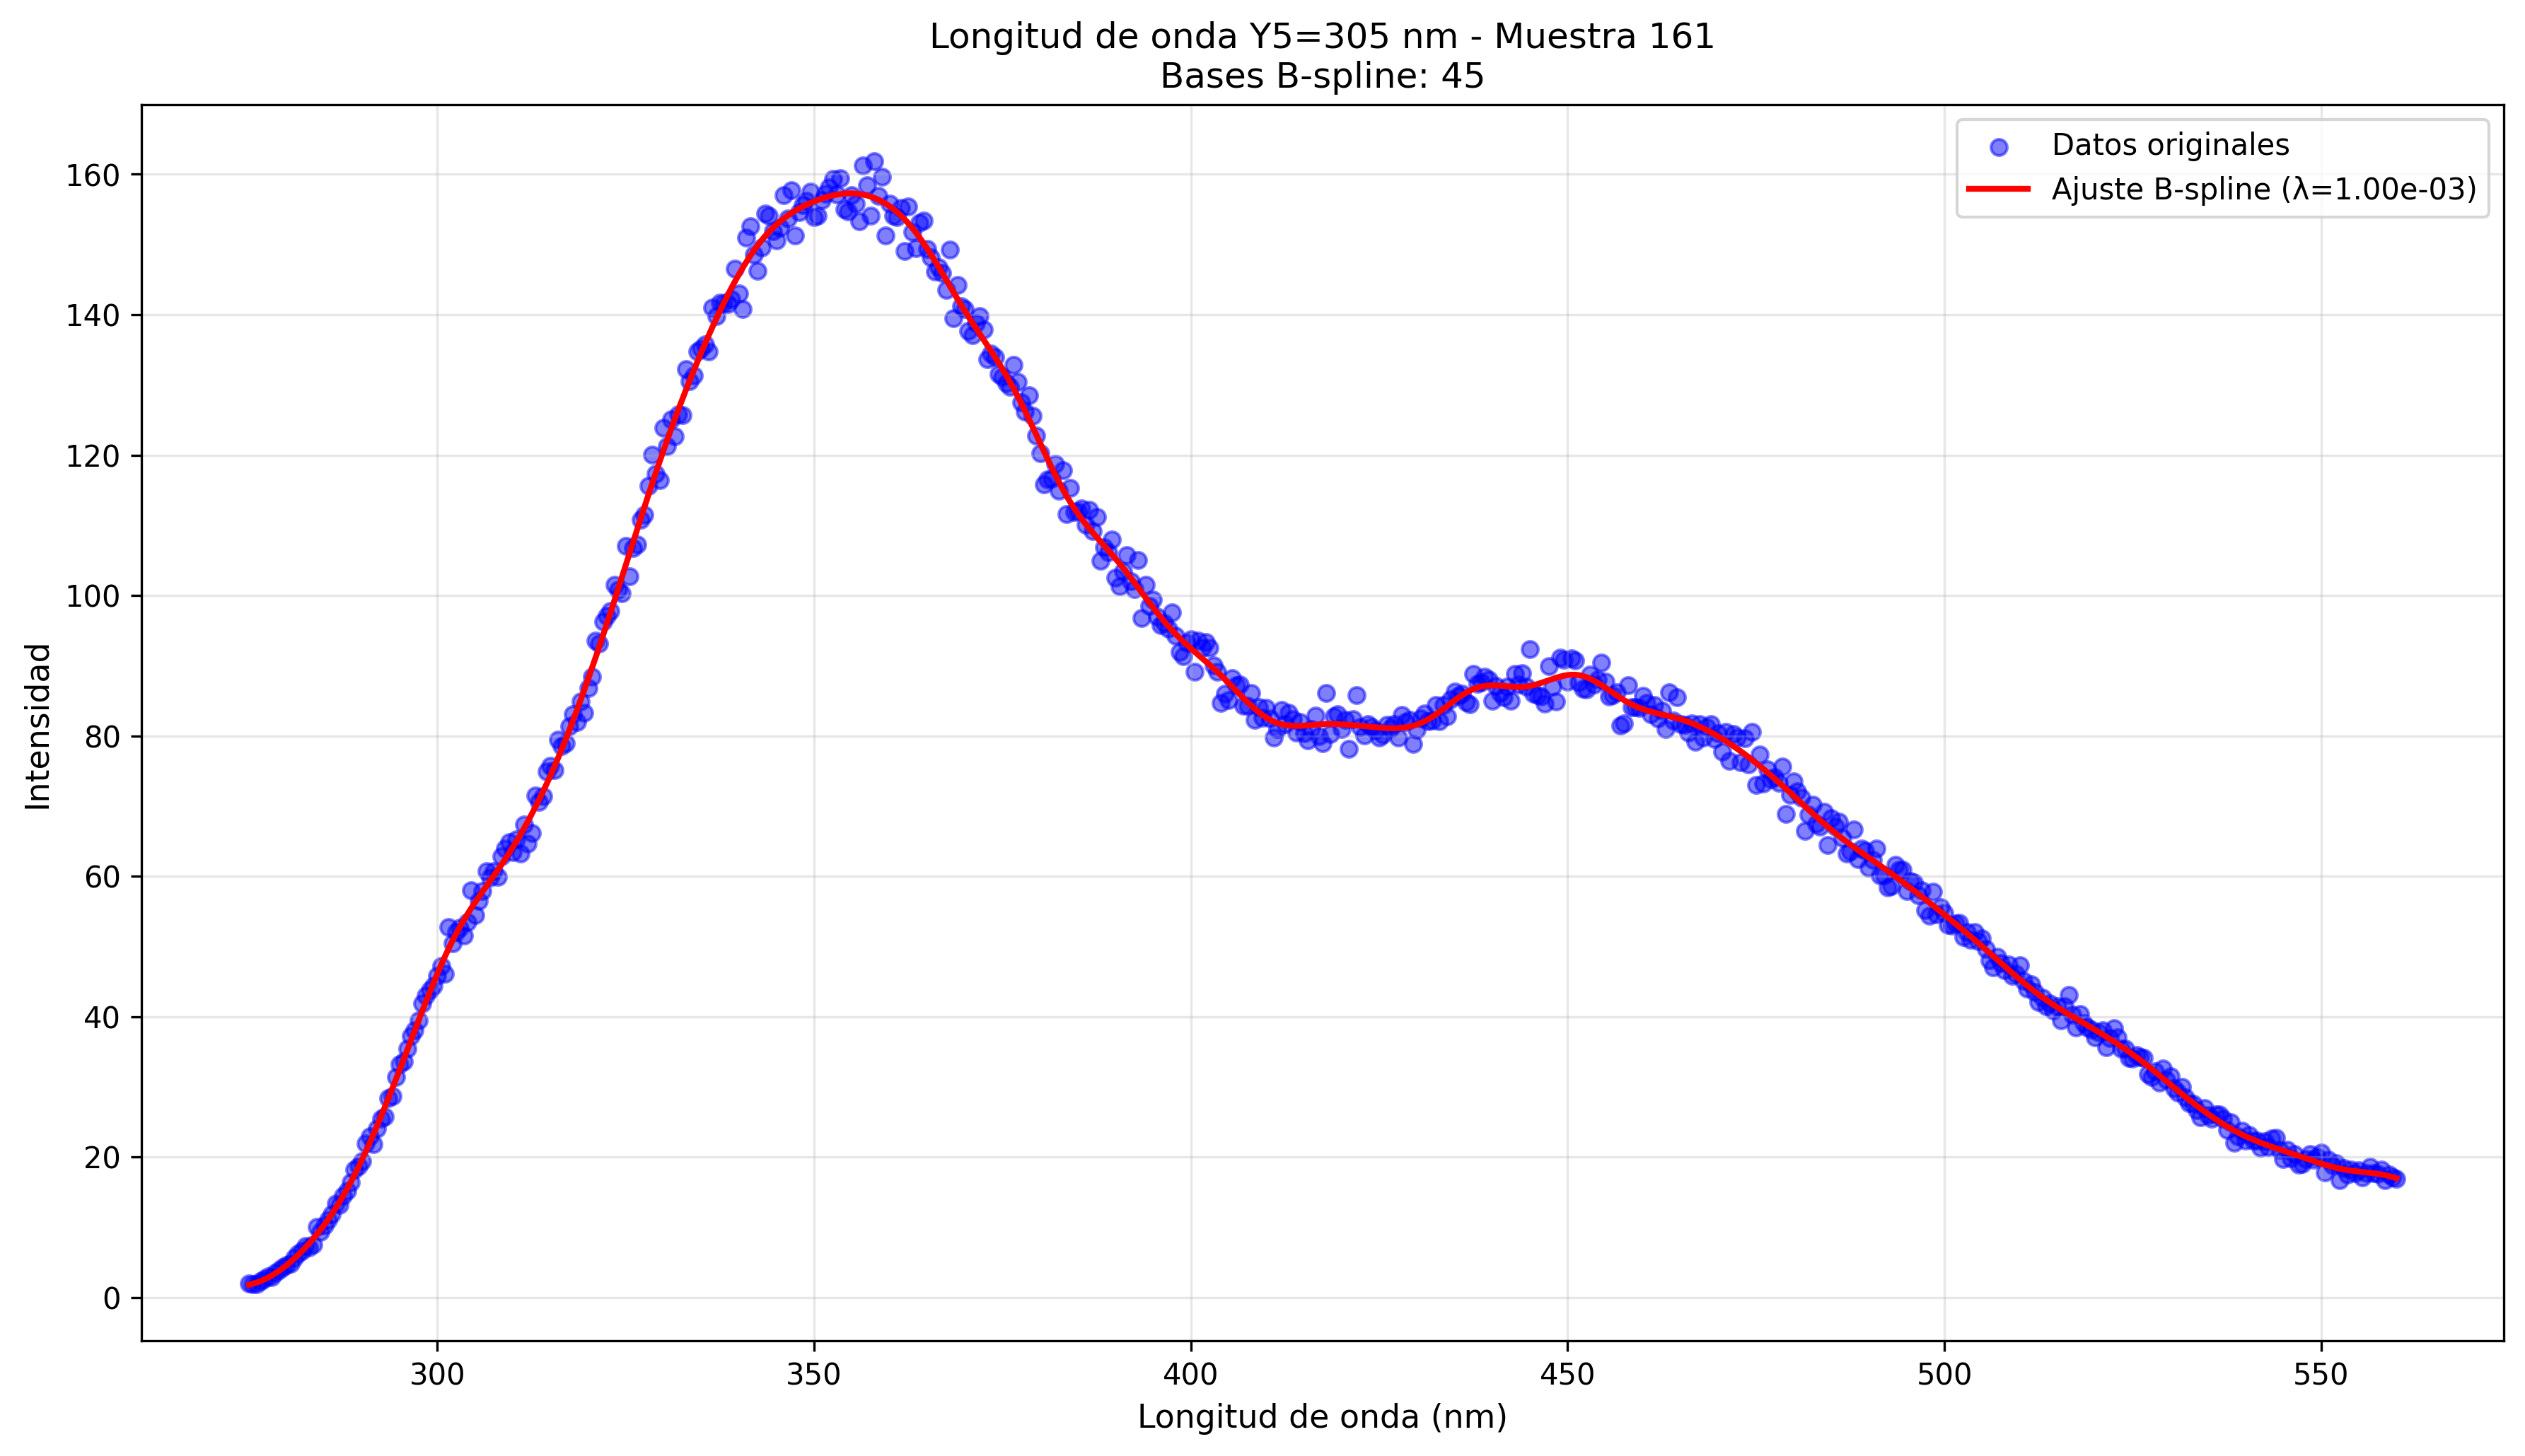 Longitud de onda Y5=305 nm - Muestra 161
Bases B-spline: 45
Datos originales
Ajuste B-spline (λ=1.00e-03)
Intensidad
160
140
120
100
80
60
40
20
0
300 350 400 450 500 550
Longitud de onda (nm)